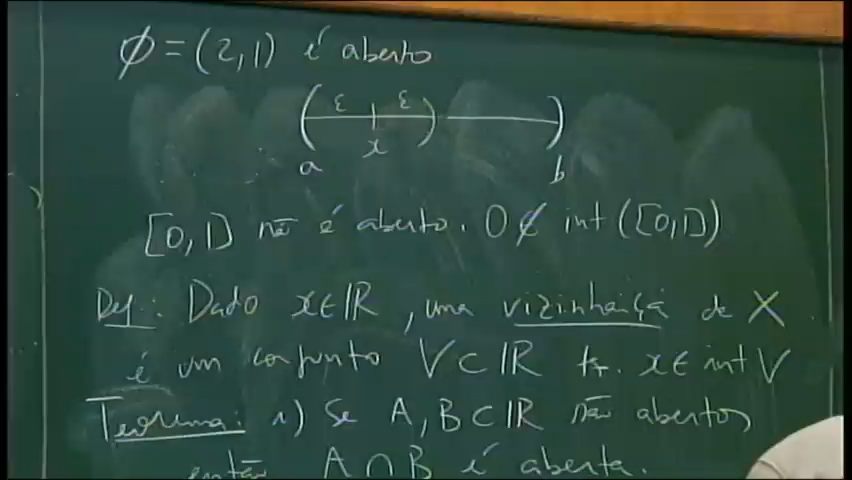 ∅ = (2,1) é aberto
ε ε
x
a b
[0,1] não é aberto. 0 ∉ int([0,1])
Def.: Dado x∈ℝ, uma vizinhança de X
é um conjunto V⊂ℝ t.q. x∈int V
Teorema: 1) Se A,B⊂ℝ são abertos
então A∩B é aberta.